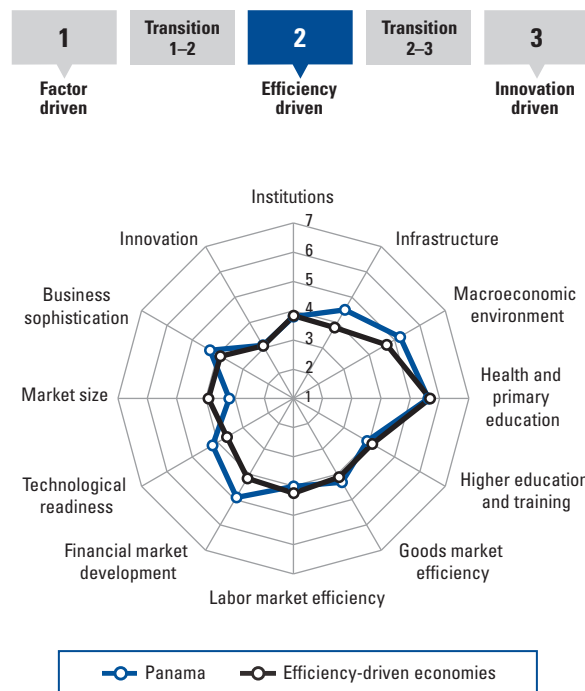 1
Transition
1–2
2
Transition
2–3
3
Factor
driven
Efficiency
driven
Innovation
driven
Institutions
7
6
5
4
3
2
1
Infrastructure
Macroeconomic
environment
Health and
primary
education
Higher education
and training
Goods market
efficiency
Labor market efficiency
Financial market
development
Technological
readiness
Market size
Business
sophistication
Innovation
Panama
Efficiency-driven economies